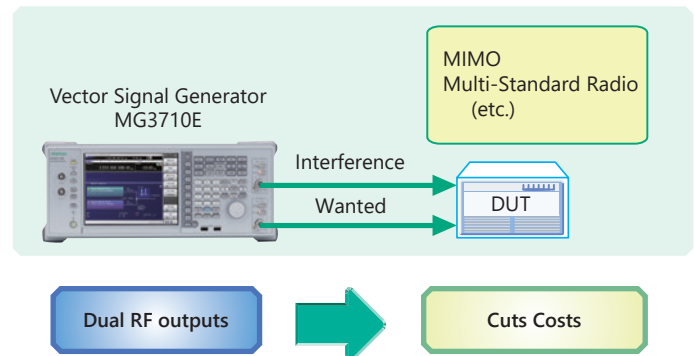 MIMO
Multi-Standard Radio
(etc.)
Vector Signal Generator
MG3710E
Interference
Wanted
DUT
Dual RF outputs
Cuts Costs